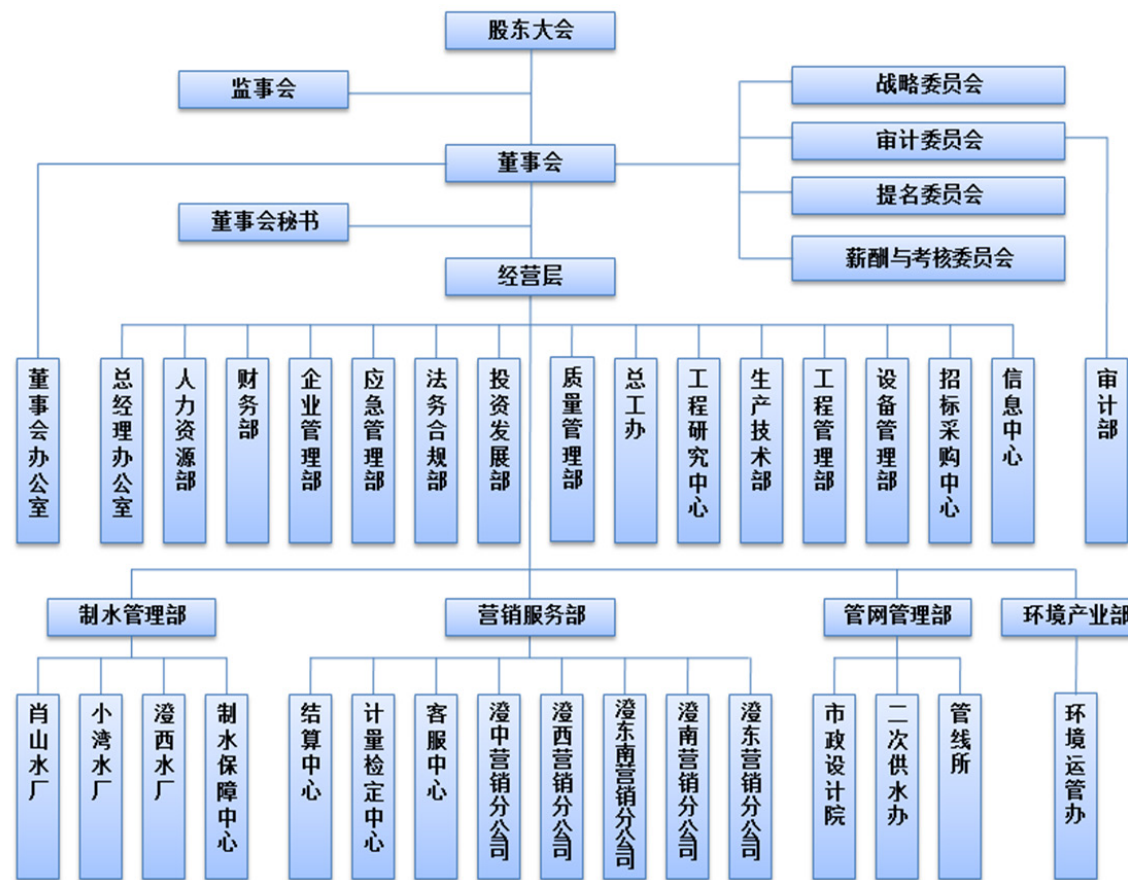 股东大会
监事会
战略委员会
审计委员会
董事会
提名委员会
董事会秘书
薪酬与考核委员会
经营层
董事会办公室
总经理办公室
人力资源部
财务部
企业管理部
应急管理部
法务合规部
投资发展部
质量管理部
总工办
工程研究中心
生产技术部
工程管理部
设备管理部
招标采购中心
信息中心
审计部
制水管理部
营销服务部
管网管理部
环境产业部
肖山水厂
小湾水厂
澄西水厂
制水保障中心
结算中心
计量检定中心
客服中心
澄中营销分公司
澄西营销分公司
澄东南营销分公司
澄南营销分公司
澄东营销分公司
市政设计院
二次供水办
管线所
环境运管办